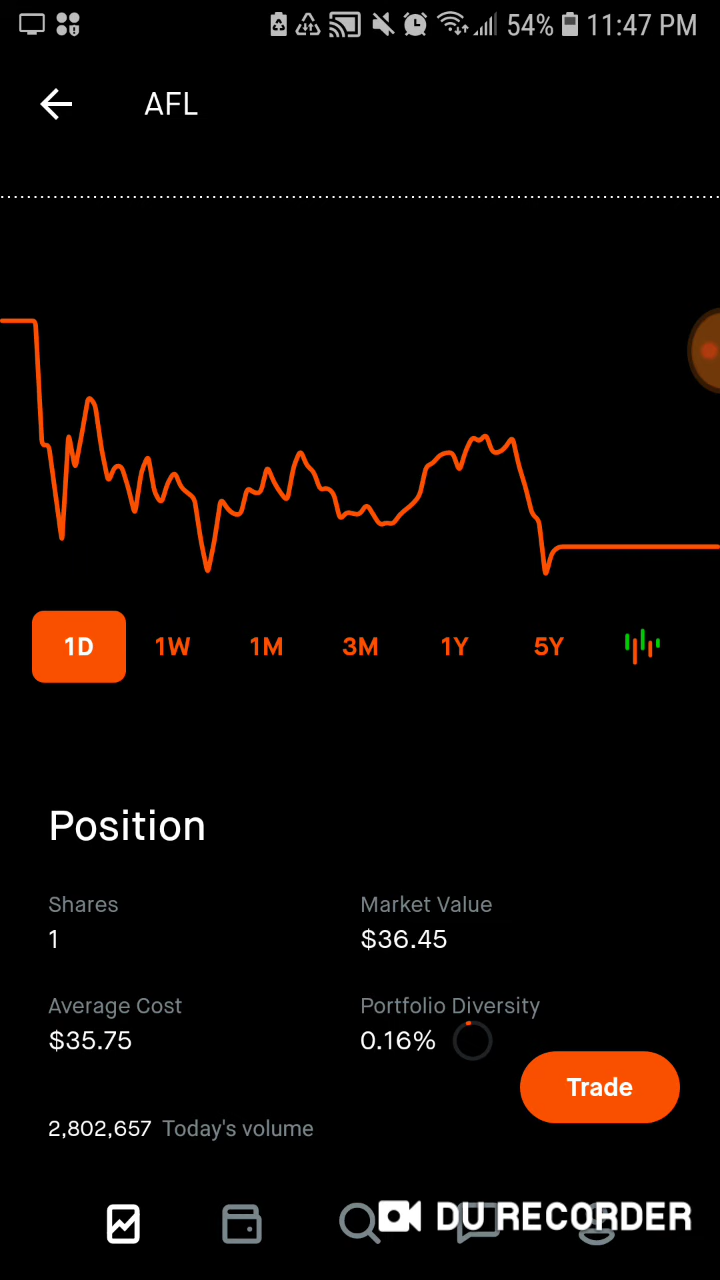 54% 11:47 PM
AFL
1D 1W 1M 3M 1Y 5Y
Position
Shares Market Value
1 $36.45
Average Cost Portfolio Diversity
$35.75 0.16%
Trade
2,802,657 Today's volume
DU RECORDER